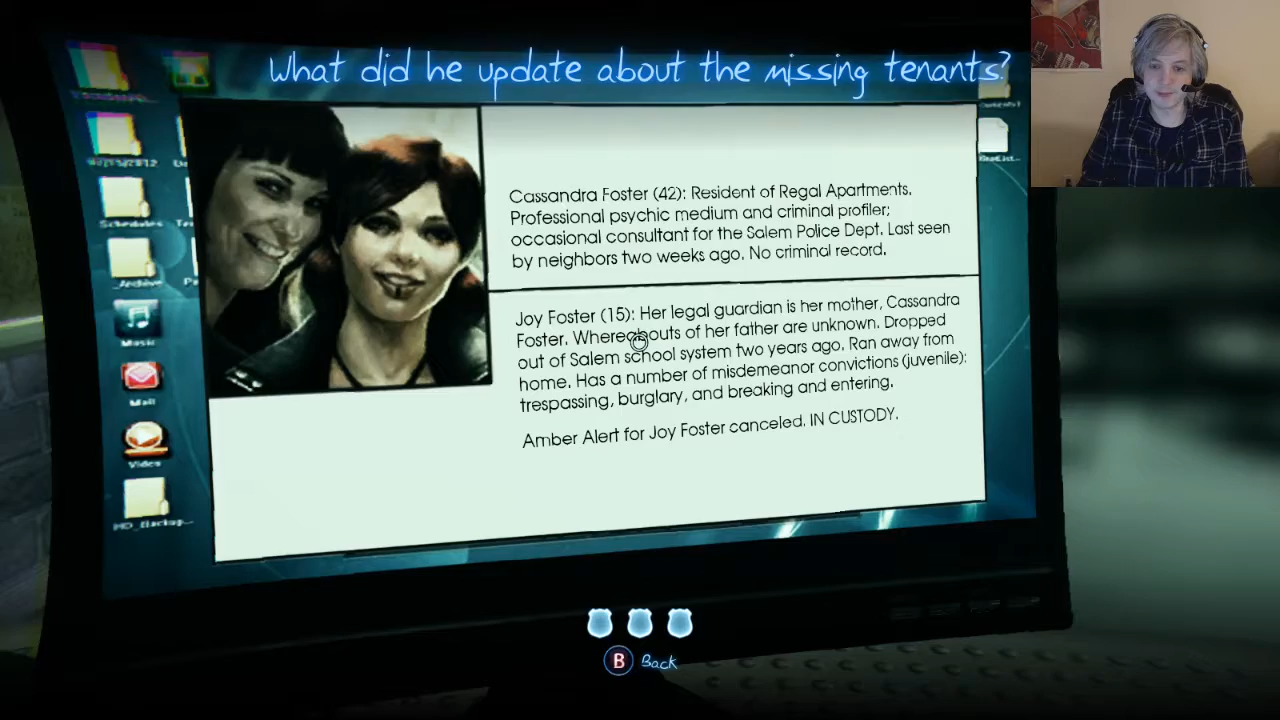 What did he update about the missing tenants?
Cassandra Foster (42): Resident of Regal Apartments.
Professional psychic medium and criminal profiler;
occasional consultant for the Salem Police Dept. Last seen
by neighbors two weeks ago. No criminal record.
Joy Foster (15): Her legal guardian is her mother, Cassandra
Foster. Whereabouts of her father are unknown. Dropped
out of Salem school system two years ago. Ran away from
home. Has a number of misdemeanor convictions (juvenile):
trespassing, burglary, and breaking and entering.
Amber Alert for Joy Foster canceled. IN CUSTODY.
Schedules
_Archive
Music
Mail
Video
HD_Backup...
B Back